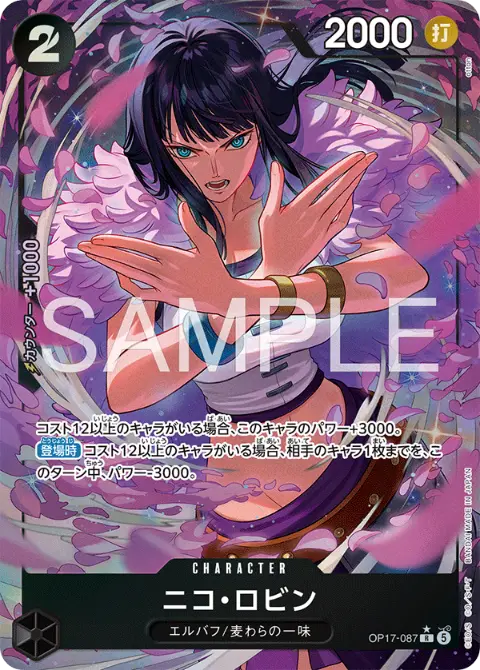 2
2000
打
otton
カウンター+1000
SAMPLE
コスト12以上のキャラがいる場合、このキャラのパワー+3000。
登場時 コスト12以上のキャラがいる場合、相手のキャラ1枚までを、こ
のターン中、パワー-3000。
CHARACTER
ニコ・ロビン
エルバフ/麦わらの一味
OP17-087 R 5
BANDAI MADE IN JAPAN